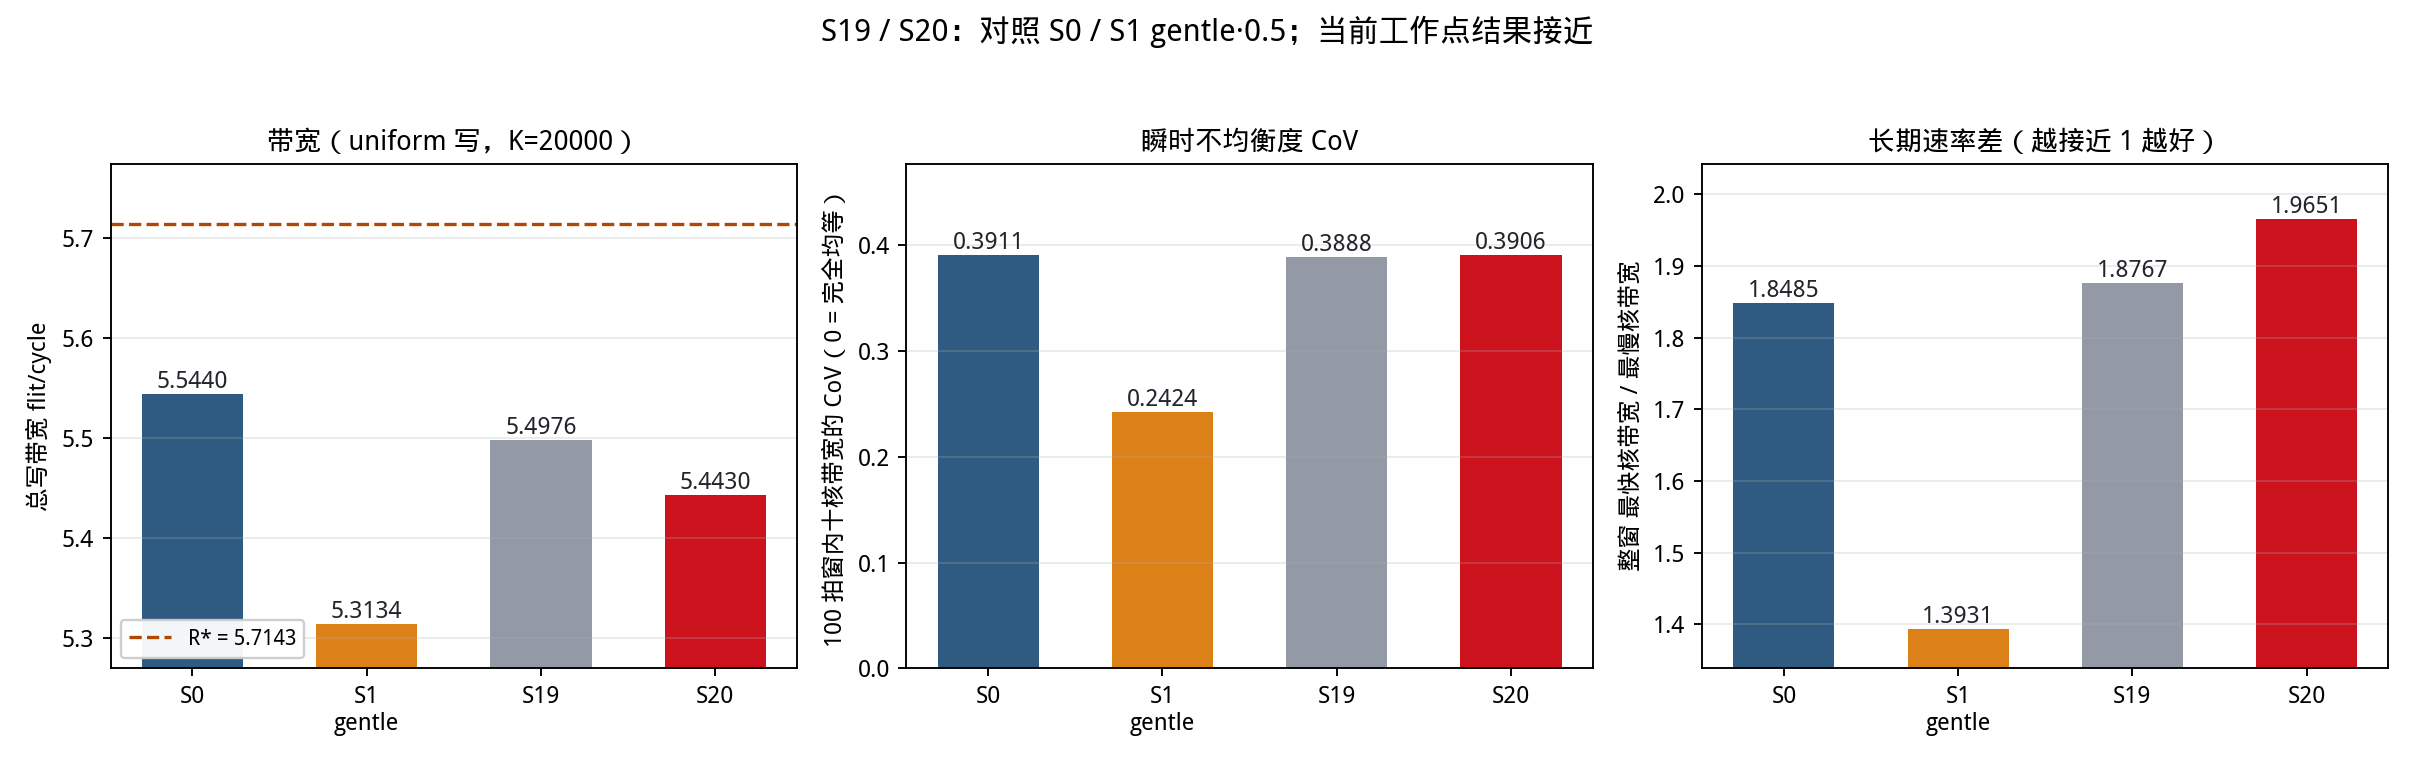 S19 / S20：对照 S0 / S1 gentle·0.5；当前工作点结果接近
带宽（uniform 写，K=20000）
总写带宽 flit/cycle
5.7
5.6
5.5
5.4
5.3
5.5440
5.3134
5.4976
5.4430
R* = 5.7143
S0
S1
gentle
S19
S20
瞬时不均衡度 CoV
100 拍窗内十核带宽的 CoV（0 = 完全均等）
0.4
0.3
0.2
0.1
0.0
0.3911
0.2424
0.3888
0.3906
S0
S1
gentle
S19
S20
长期速率差（越接近 1 越好）
整窗 最快核带宽 / 最慢核带宽
2.0
1.9
1.8
1.7
1.6
1.5
1.4
1.8485
1.3931
1.8767
1.9651
S0
S1
gentle
S19
S20